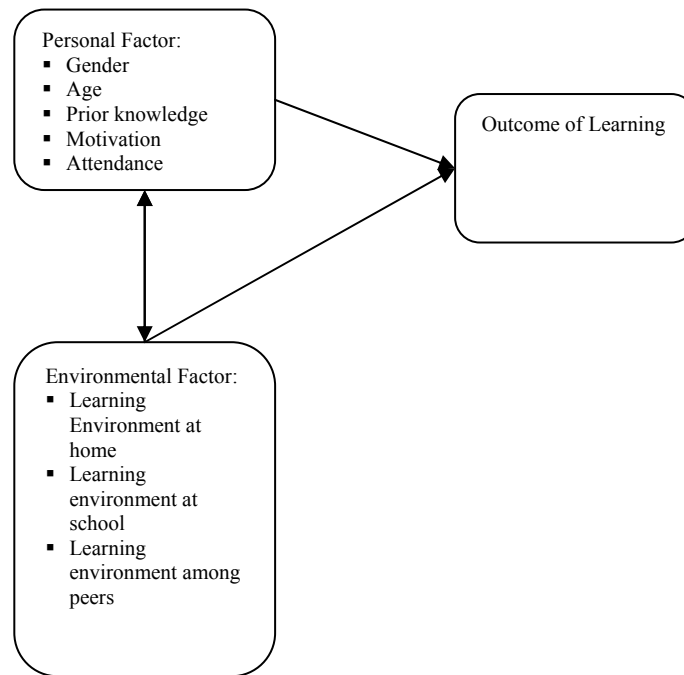 Personal Factor:
▪ Gender
▪ Age
▪ Prior knowledge
▪ Motivation
▪ Attendance
Outcome of Learning
Environmental Factor:
▪ Learning
Environment at
home
▪ Learning
environment at
school
▪ Learning
environment among
peers